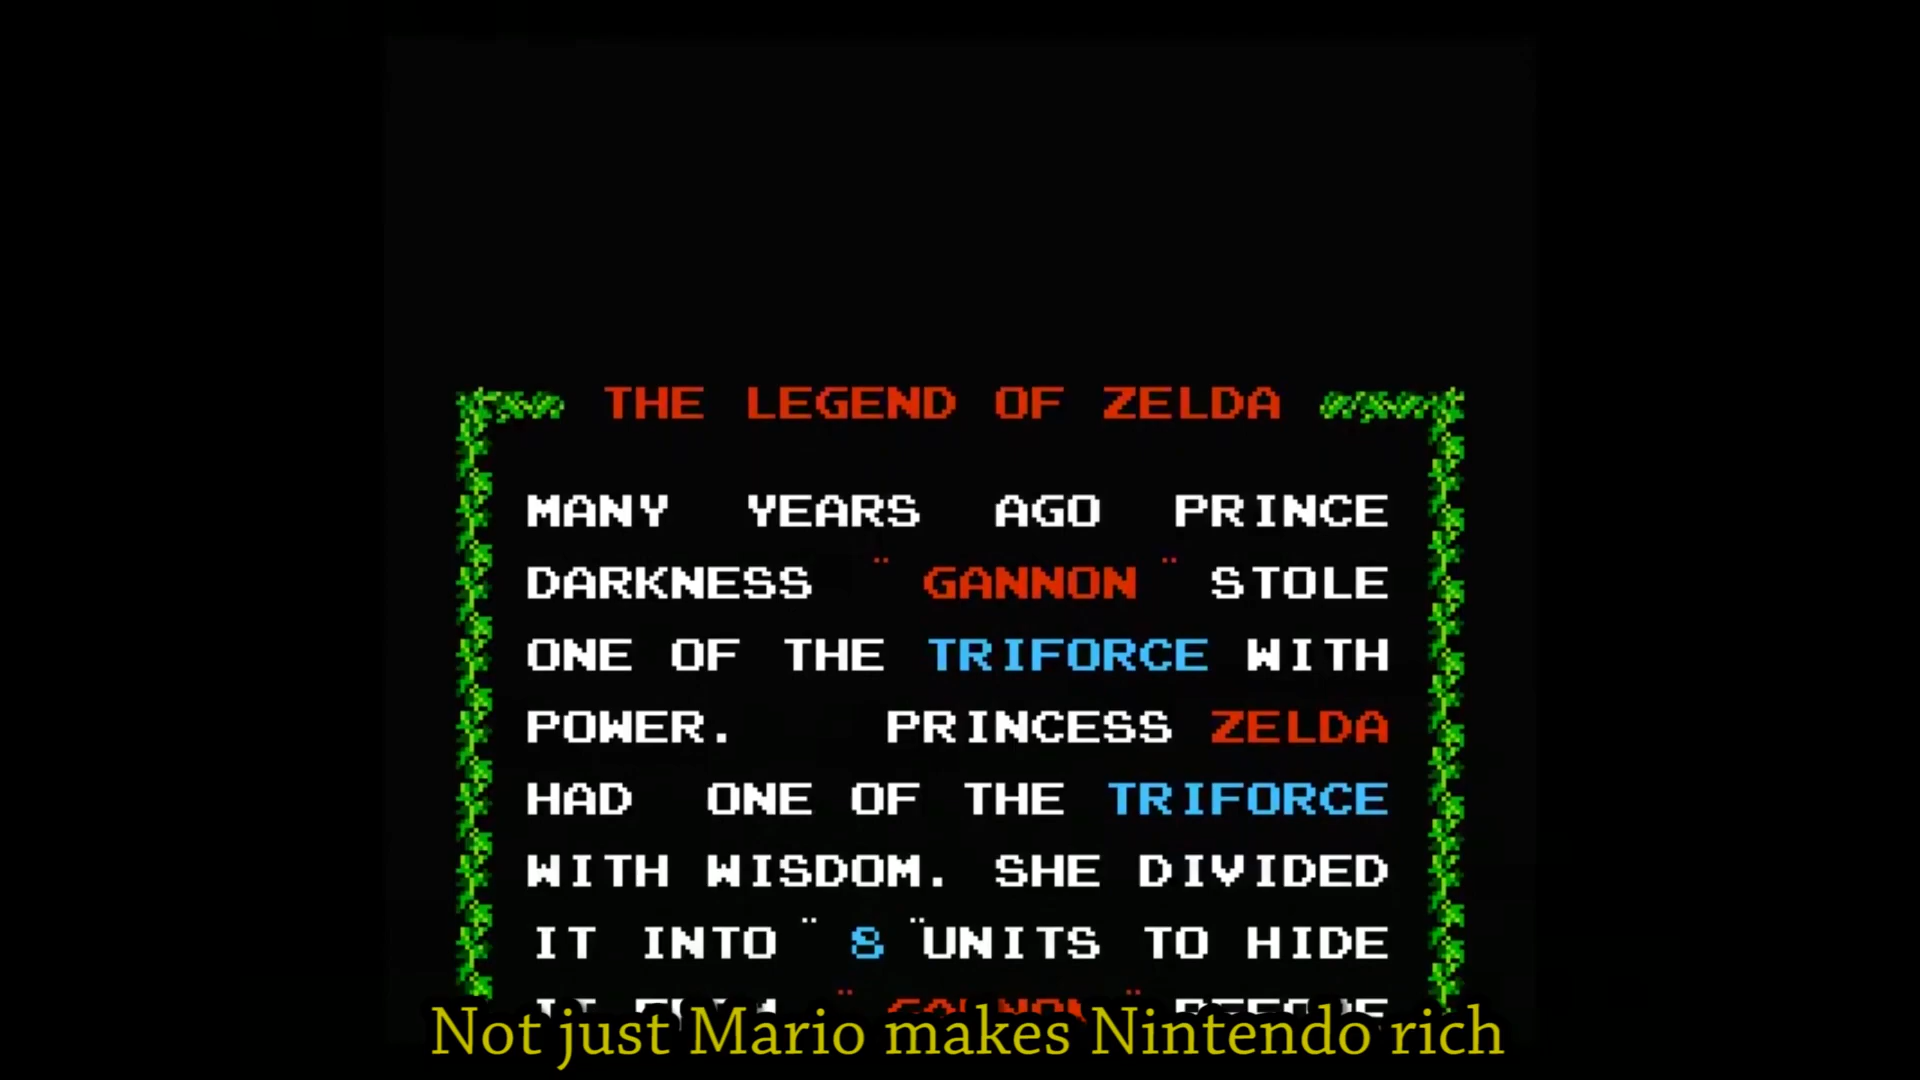 THE LEGEND OF ZELDA
MANY YEARS AGO PRINCE
DARKNESS " GANNON " STOLE
ONE OF THE TRIFORCE WITH
POWER. PRINCESS ZELDA
HAD ONE OF THE TRIFORCE
WITH WISDOM. SHE DIVIDED
IT INTO " 8 "UNITS TO HIDE
Not just Mario makes Nintendo rich